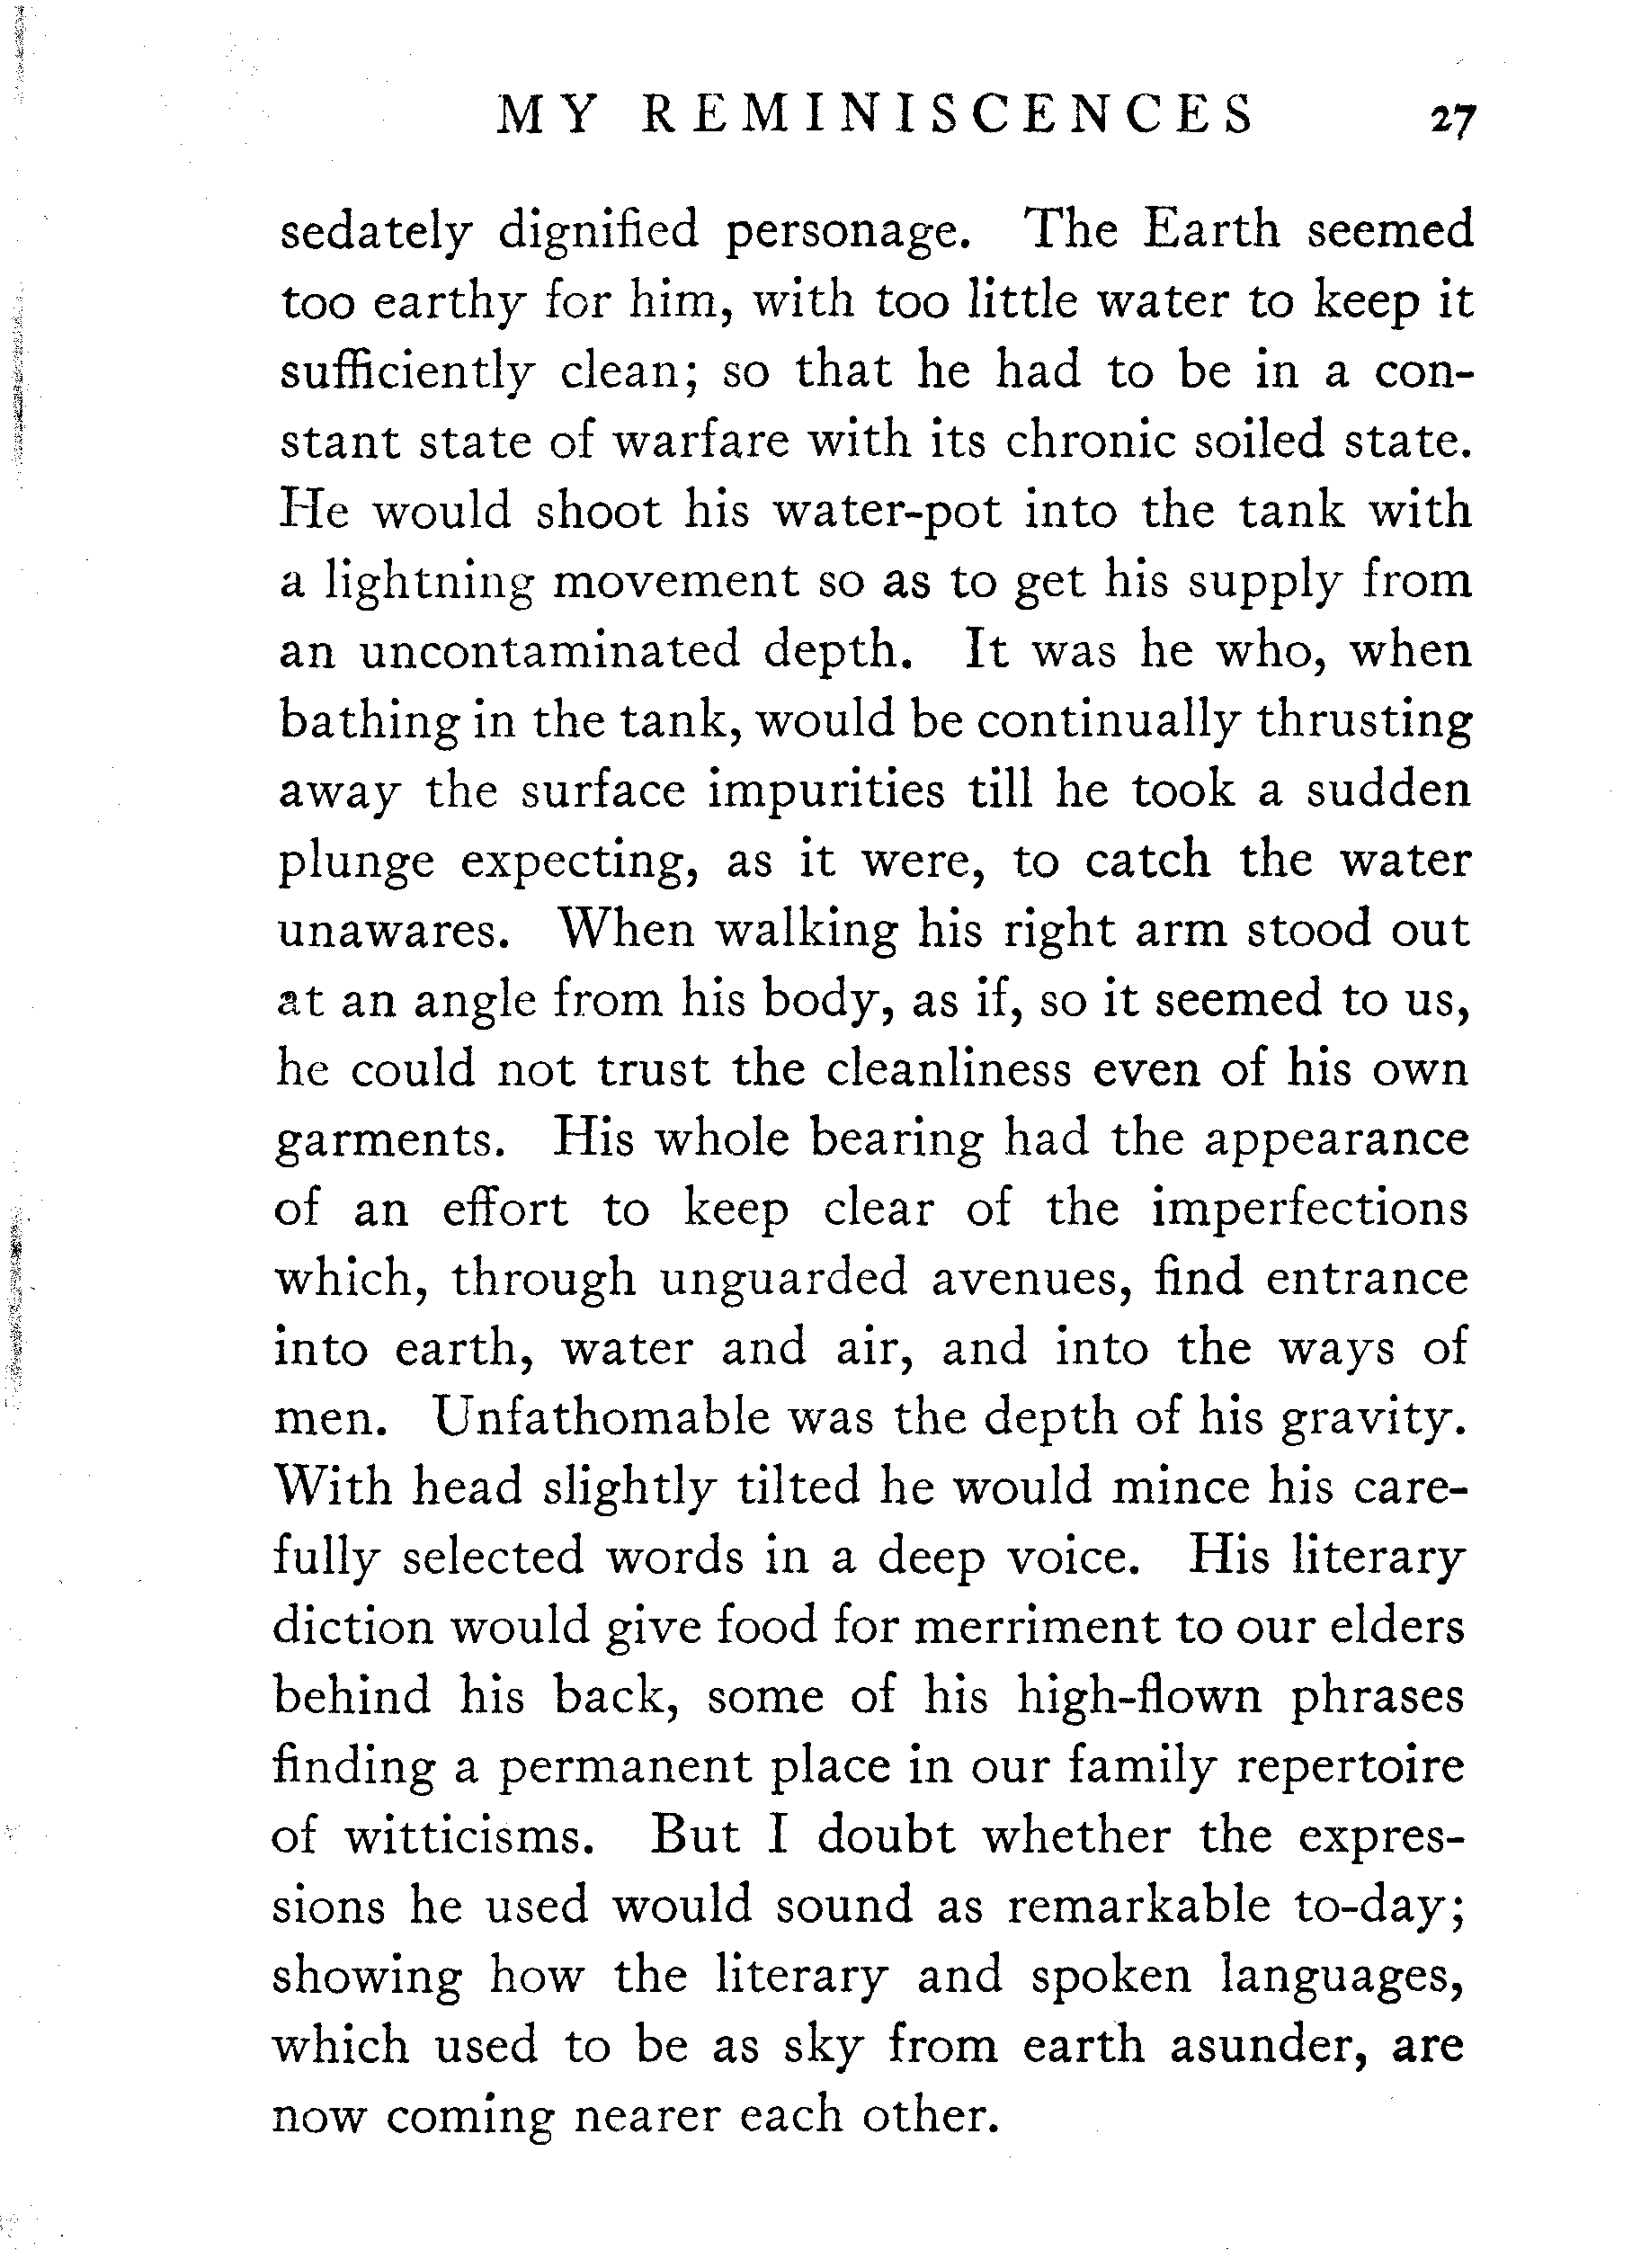 MY REMINISCENCES 27
sedately dignified personage. The Earth seemed
too earthy for him, with too little water to keep it
sufficiently clean; so that he had to be in a con-
stant state of warfare with its chronic soiled state.
He would shoot his water-pot into the tank with
a lightning movement so as to get his supply from
an uncontaminated depth. It was he who, when
bathing in the tank, would be continually thrusting
away the surface impurities till he took a sudden
plunge expecting, as it were, to catch the water
unawares. When walking his right arm stood out
at an angle from his body, as if, so it seemed to us,
he could not trust the cleanliness even of his own
garments. His whole bearing had the appearance
of an effort to keep clear of the imperfections
which, through unguarded avenues, find entrance
into earth, water and air, and into the ways of
men. Unfathomable was the depth of his gravity.
With head slightly tilted he would mince his care-
fully selected words in a deep voice. His literary
diction would give food for merriment to our elders
behind his back, some of his high-flown phrases
finding a permanent place in our family repertoire
of witticisms. But I doubt whether the expres-
sions he used would sound as remarkable to-day;
showing how the literary and spoken languages,
which used to be as sky from earth asunder, are
now coming nearer each other.